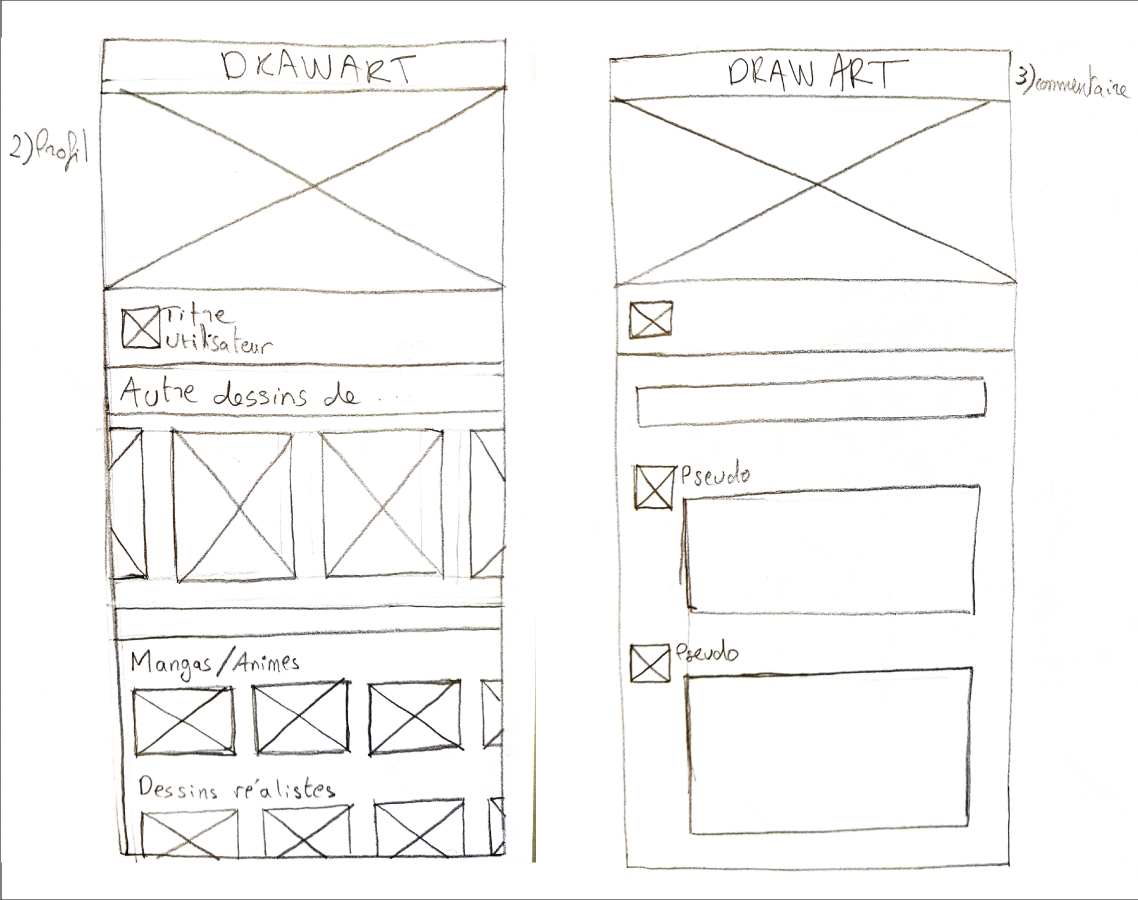 DRAWART
2) Profil
Titre
Utilisateur
Autre dessins de ....
Mangas/Animes
Dessins réalistes
DRAW ART
3) commentaire
Pseudo
Pseudo